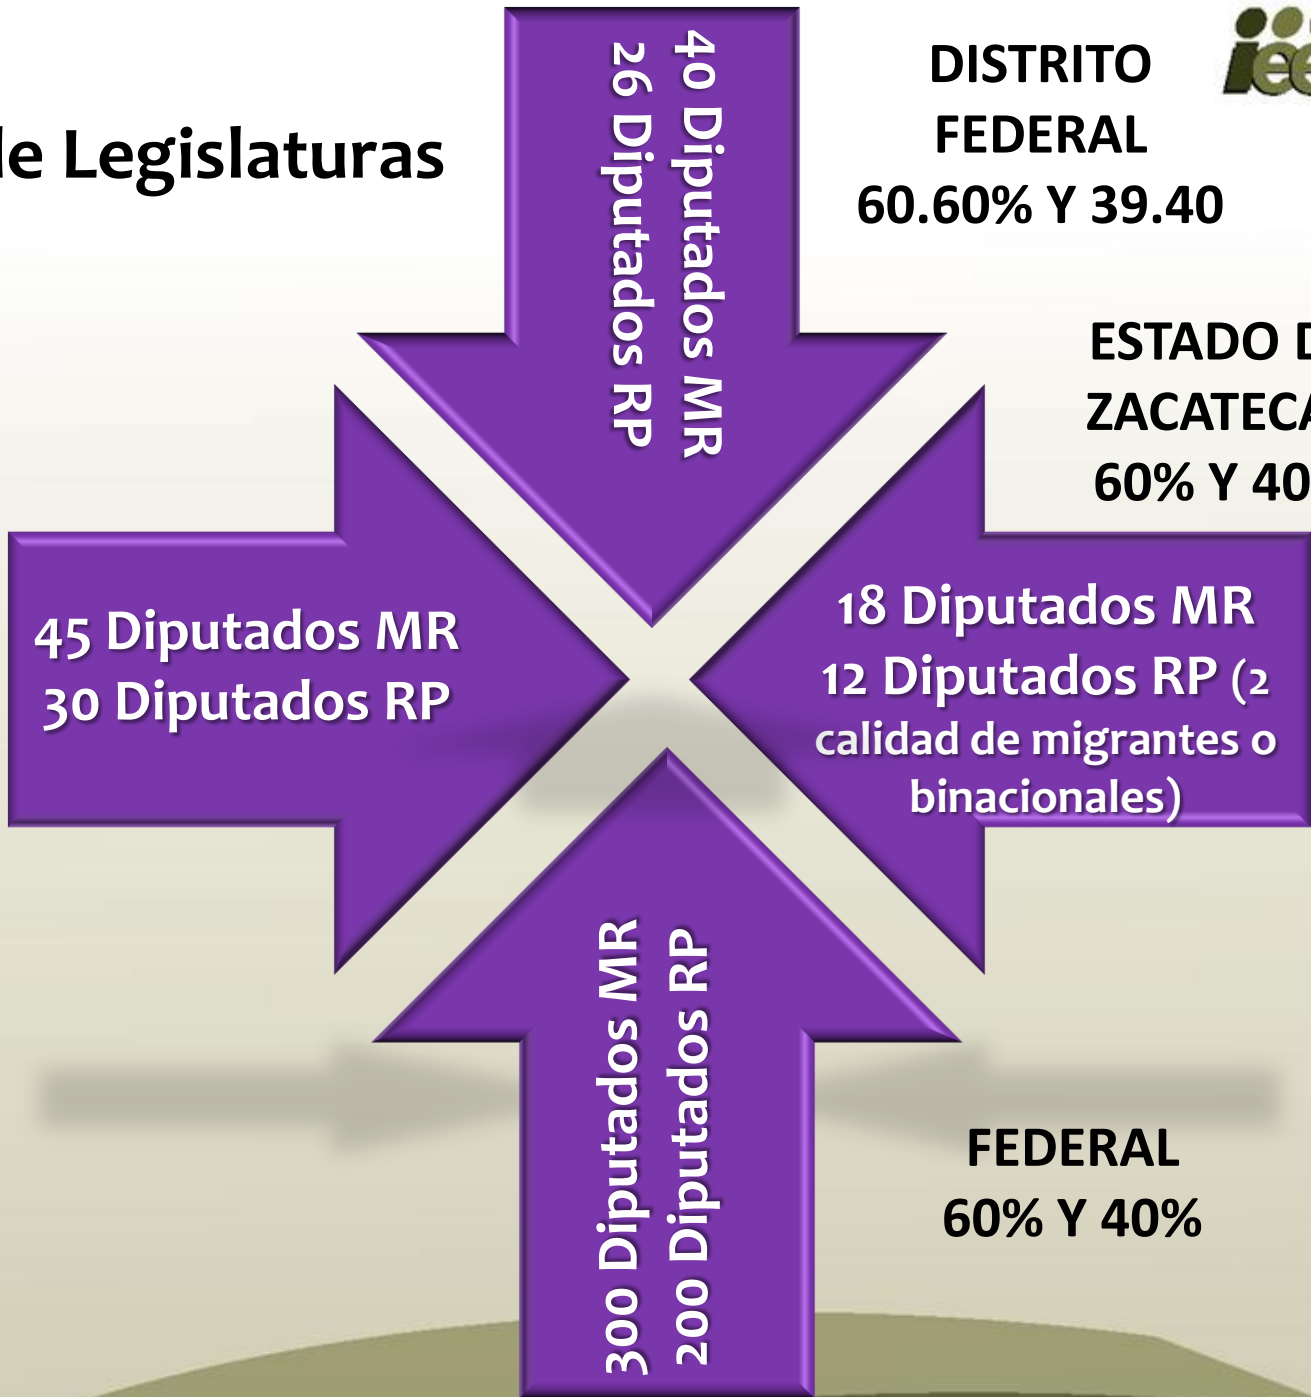 de Legislaturas
40 Diputados MR
26 Diputados RP
DISTRITO
FEDERAL
60.60% Y 39.40
ESTADO D
ZACATECA
60% Y 40
45 Diputados MR
30 Diputados RP
18 Diputados MR
12 Diputados RP (2
calidad de migrantes o
binacionales)
300 Diputados MR
200 Diputados RP
FEDERAL
60% Y 40%